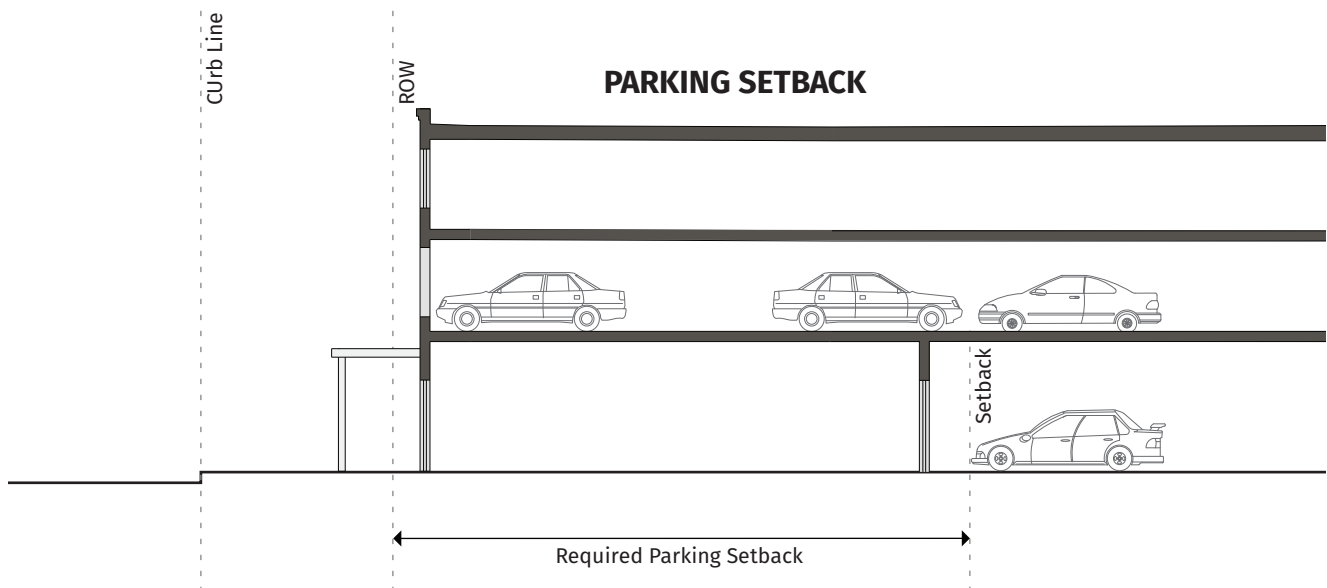 CUrb Line
ROW
PARKING SETBACK
Setback
Required Parking Setback